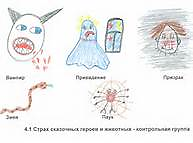 Вампир Привидение Призрак
Змея Паук
4.1 Страх сказочных героев и животных - контрольная группа